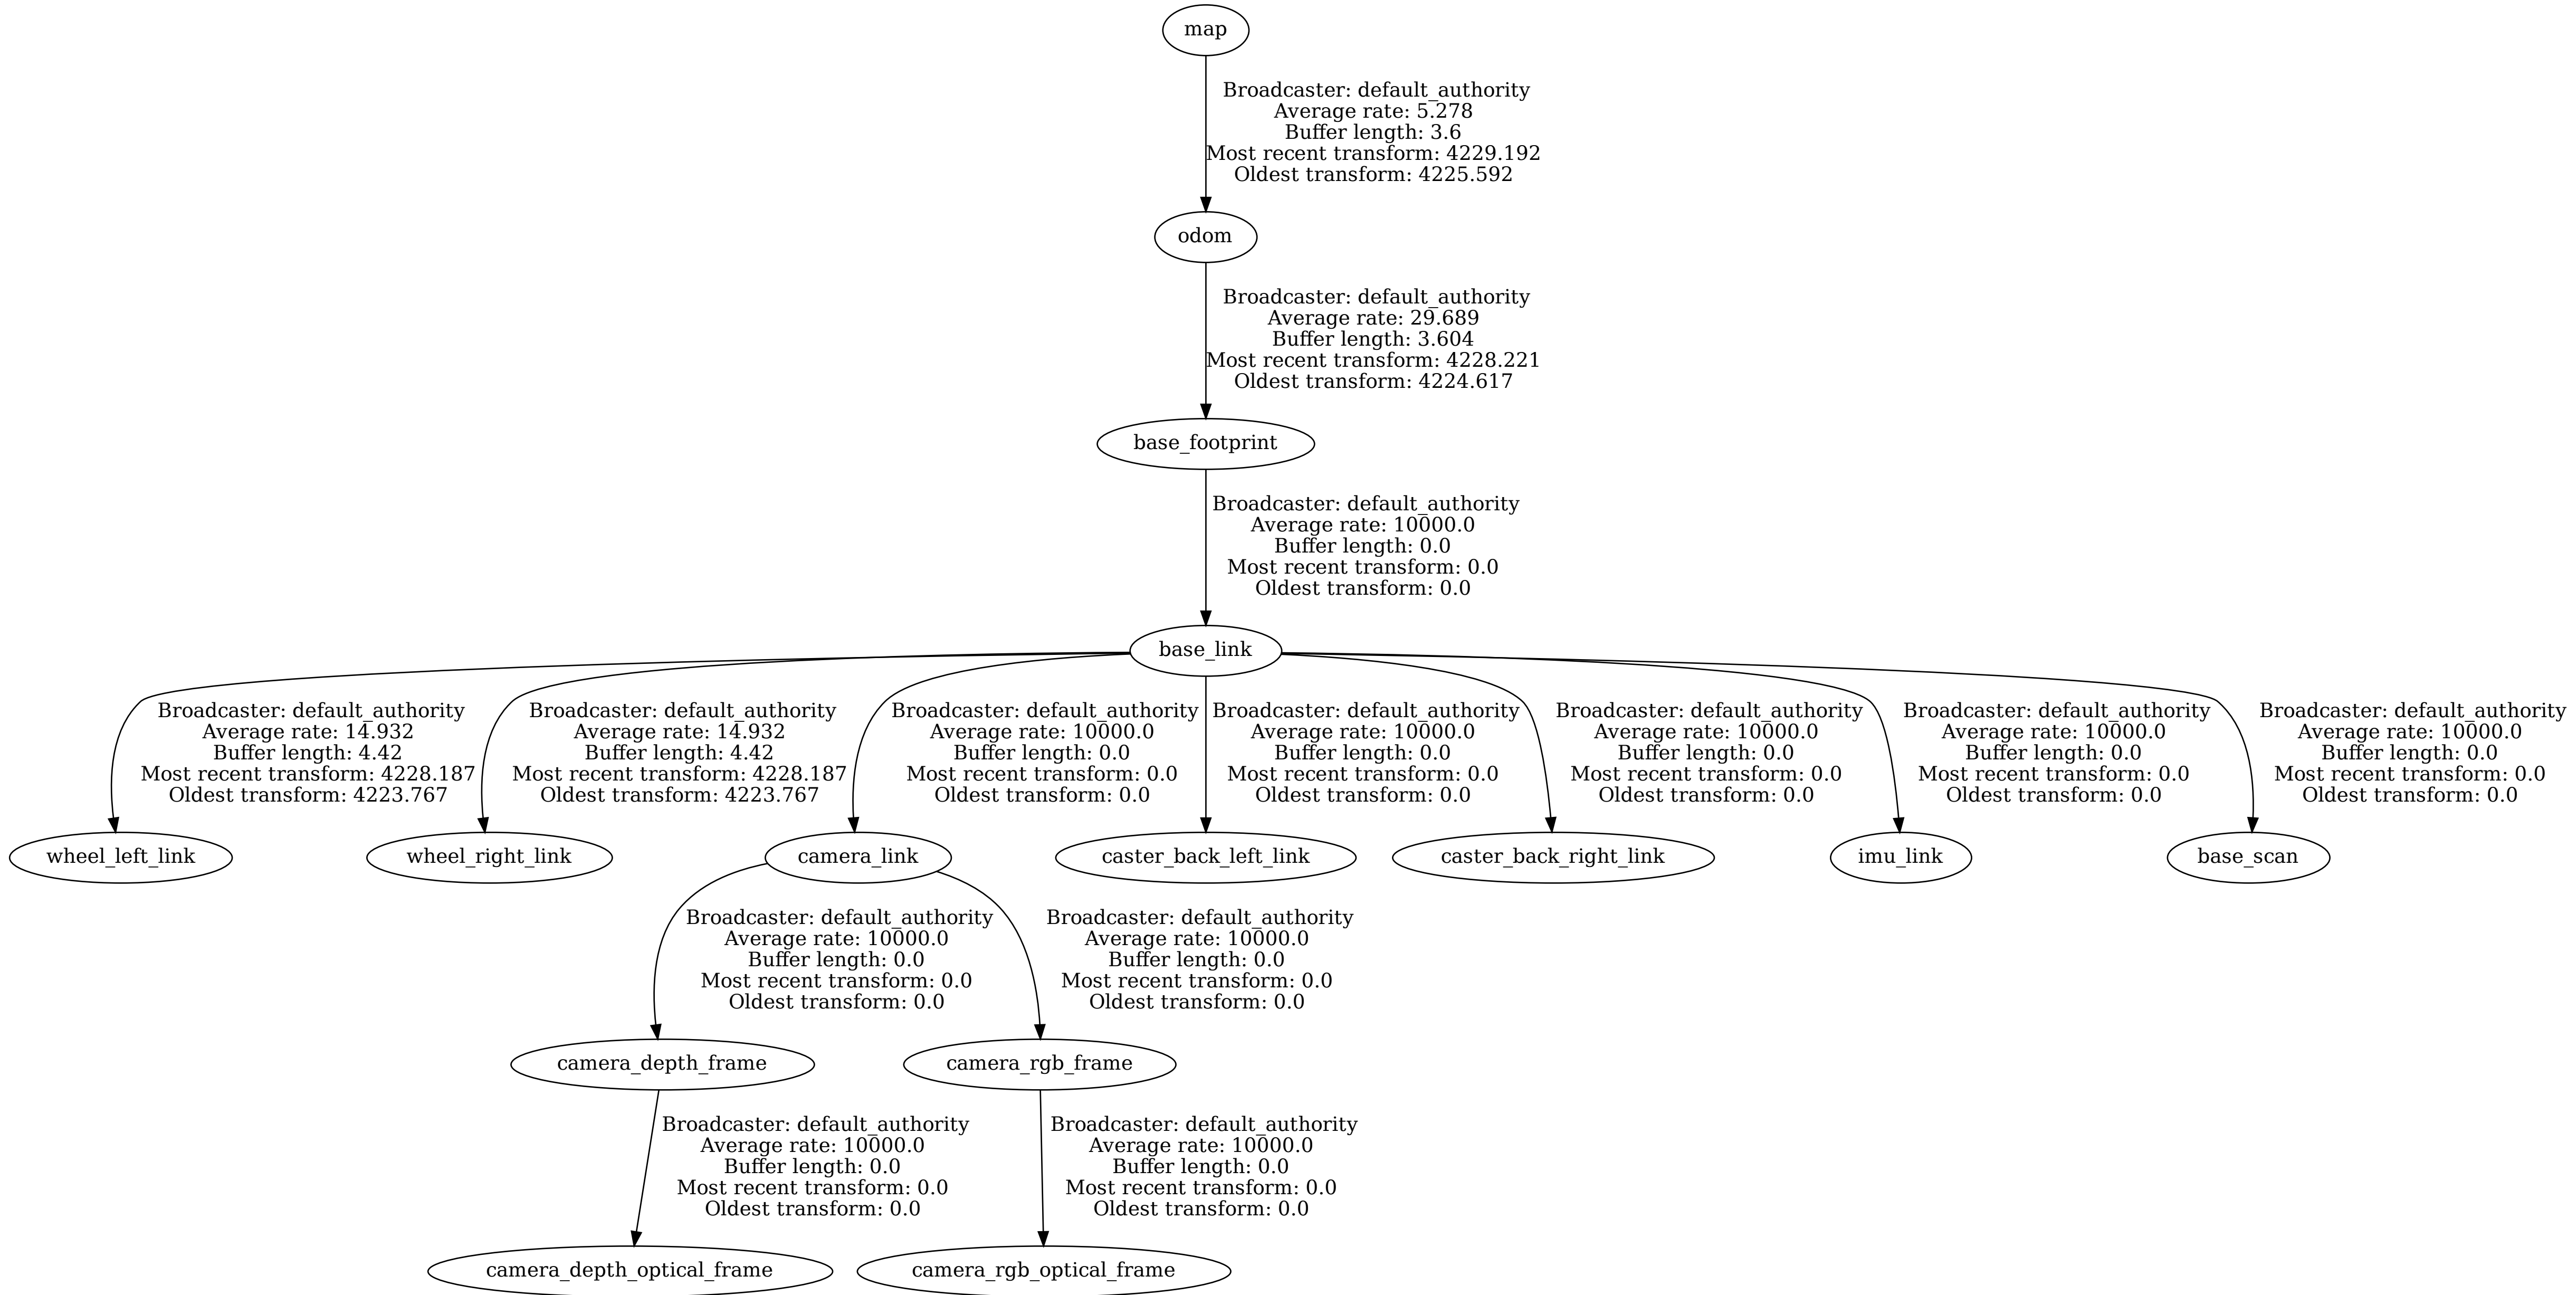 map
Broadcaster: default_authority
Average rate: 5.278
Buffer length: 3.6
Most recent transform: 4229.192
Oldest transform: 4225.592
odom
Broadcaster: default_authority
Average rate: 29.689
Buffer length: 3.604
Most recent transform: 4228.221
Oldest transform: 4224.617
base_footprint
Broadcaster: default_authority
Average rate: 10000.0
Buffer length: 0.0
Most recent transform: 0.0
Oldest transform: 0.0
base_link
Broadcaster: default_authority
Average rate: 14.932
Buffer length: 4.42
Most recent transform: 4228.187
Oldest transform: 4223.767
Broadcaster: default_authority
Average rate: 14.932
Buffer length: 4.42
Most recent transform: 4228.187
Oldest transform: 4223.767
Broadcaster: default_authority
Average rate: 10000.0
Buffer length: 0.0
Most recent transform: 0.0
Oldest transform: 0.0
Broadcaster: default_authority
Average rate: 10000.0
Buffer length: 0.0
Most recent transform: 0.0
Oldest transform: 0.0
Broadcaster: default_authority
Average rate: 10000.0
Buffer length: 0.0
Most recent transform: 0.0
Oldest transform: 0.0
Broadcaster: default_authority
Average rate: 10000.0
Buffer length: 0.0
Most recent transform: 0.0
Oldest transform: 0.0
Broadcaster: default_authority
Average rate: 10000.0
Buffer length: 0.0
Most recent transform: 0.0
Oldest transform: 0.0
wheel_left_link
wheel_right_link
camera_link
caster_back_left_link
caster_back_right_link
imu_link
base_scan
Broadcaster: default_authority
Average rate: 10000.0
Buffer length: 0.0
Most recent transform: 0.0
Oldest transform: 0.0
Broadcaster: default_authority
Average rate: 10000.0
Buffer length: 0.0
Most recent transform: 0.0
Oldest transform: 0.0
camera_depth_frame
camera_rgb_frame
Broadcaster: default_authority
Average rate: 10000.0
Buffer length: 0.0
Most recent transform: 0.0
Oldest transform: 0.0
Broadcaster: default_authority
Average rate: 10000.0
Buffer length: 0.0
Most recent transform: 0.0
Oldest transform: 0.0
camera_depth_optical_frame
camera_rgb_optical_frame